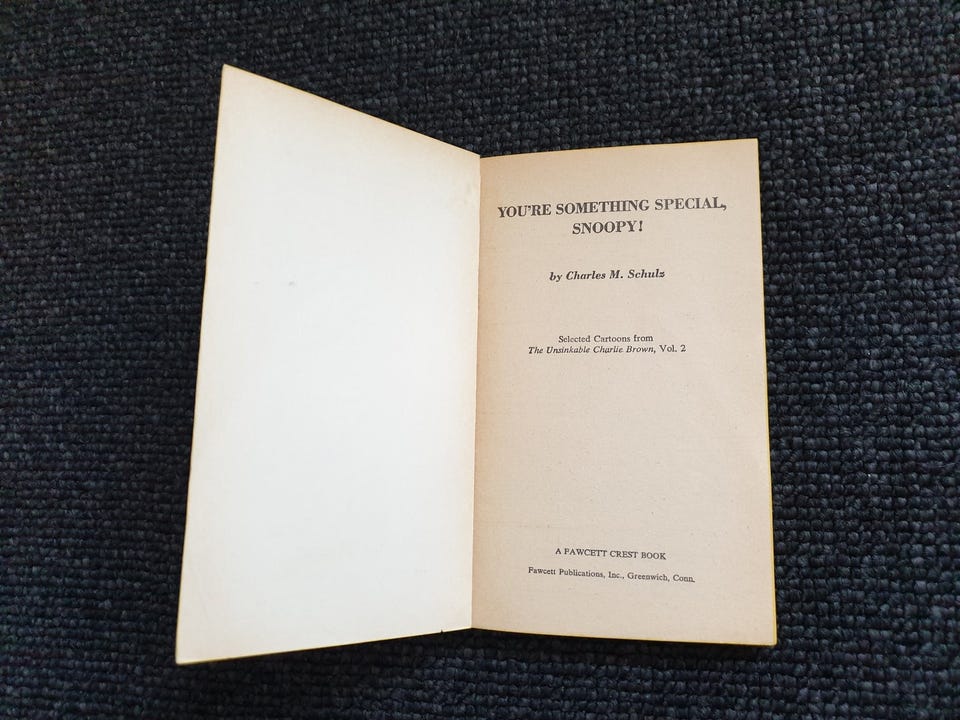 YOU'RE SOMETHING SPECIAL,
SNOOPY!
by Charles M. Schulz
Selected Cartoons from
The Unsinkable Charlie Brown, Vol. 2
A FAWCETT CREST BOOK
Fawcett Publications, Inc., Greenwich, Conn.